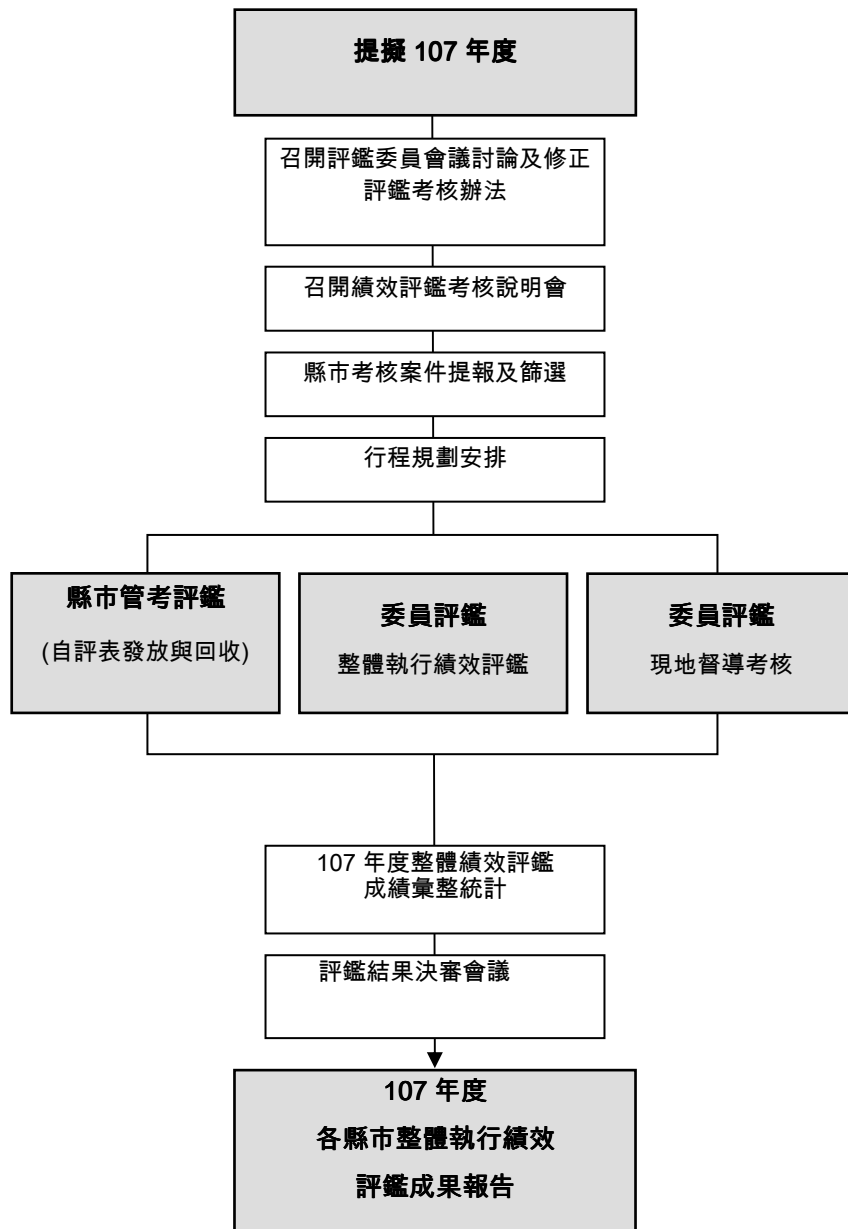 提擬 107 年度
召開評鑑委員會議討論及修正
評鑑考核辦法
召開績效評鑑考核說明會
縣市考核案件提報及篩選
行程規劃安排
縣市管考評鑑
(自評表發放與回收)
委員評鑑
整體執行績效評鑑
委員評鑑
現地督導考核
107 年度整體績效評鑑
成績彙整統計
評鑑結果決審會議
107 年度
各縣市整體執行績效
評鑑成果報告